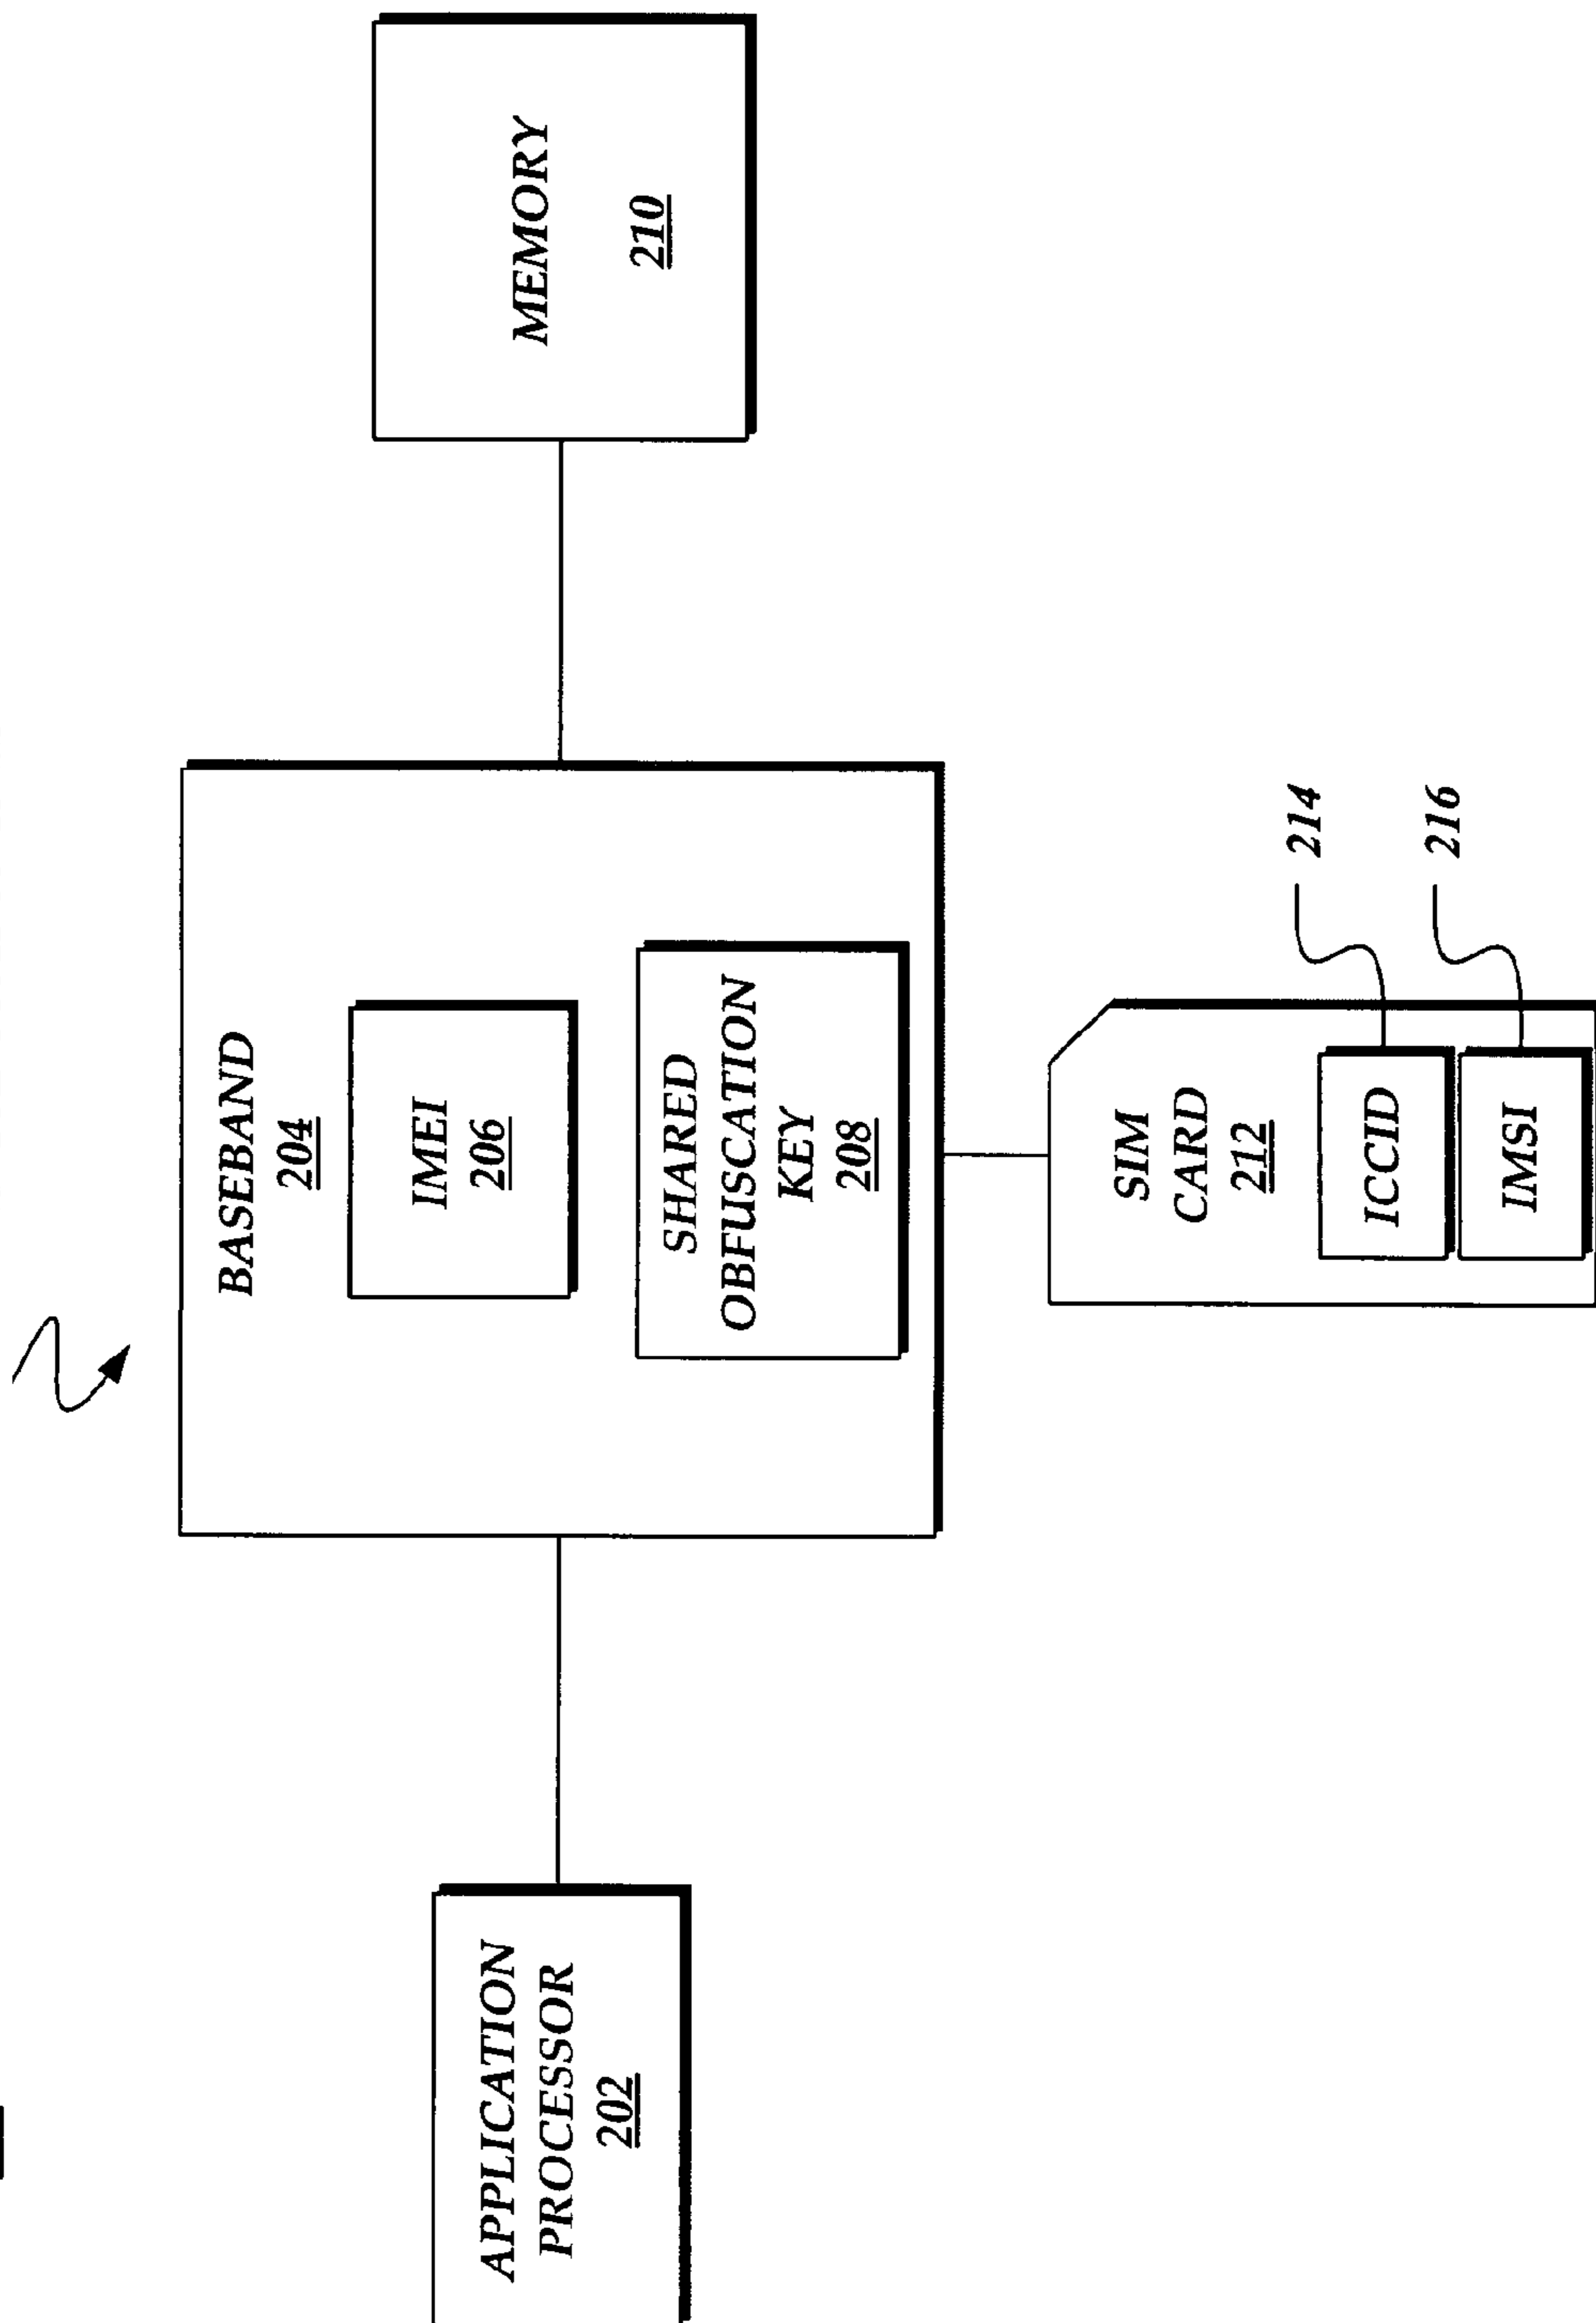 APPLICATION
PROCESSOR
202
BASEBAND
204
IMEI
206
SHARED
OBFUSCATION
KEY
208
MEMORY
210
SIM
CARD
212
ICCID
214
IMSI
216